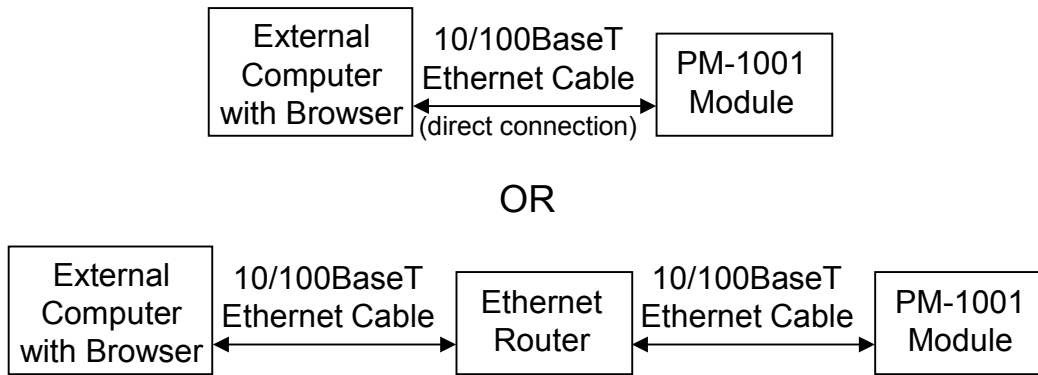 External
Computer
with Browser
10/100BaseT
Ethernet Cable
(direct connection)
PM-1001
Module
OR
External
Computer
with Browser
10/100BaseT
Ethernet Cable
Ethernet
Router
10/100BaseT
Ethernet Cable
PM-1001
Module